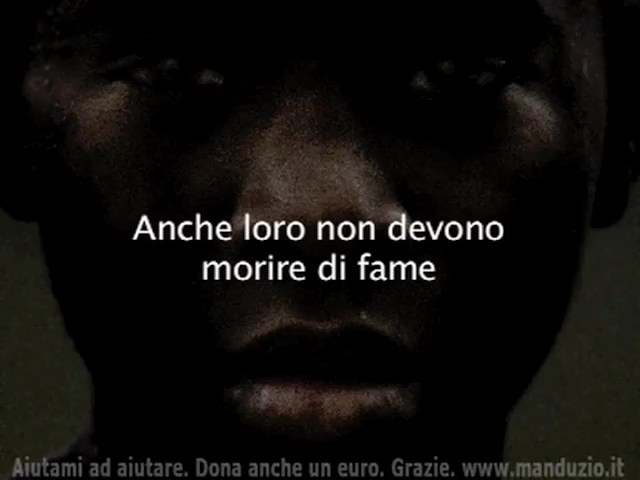 Anche loro non devono
morire di fame
Aiutami ad aiutare. Dona anche un euro. Grazie. www.manduzio.it